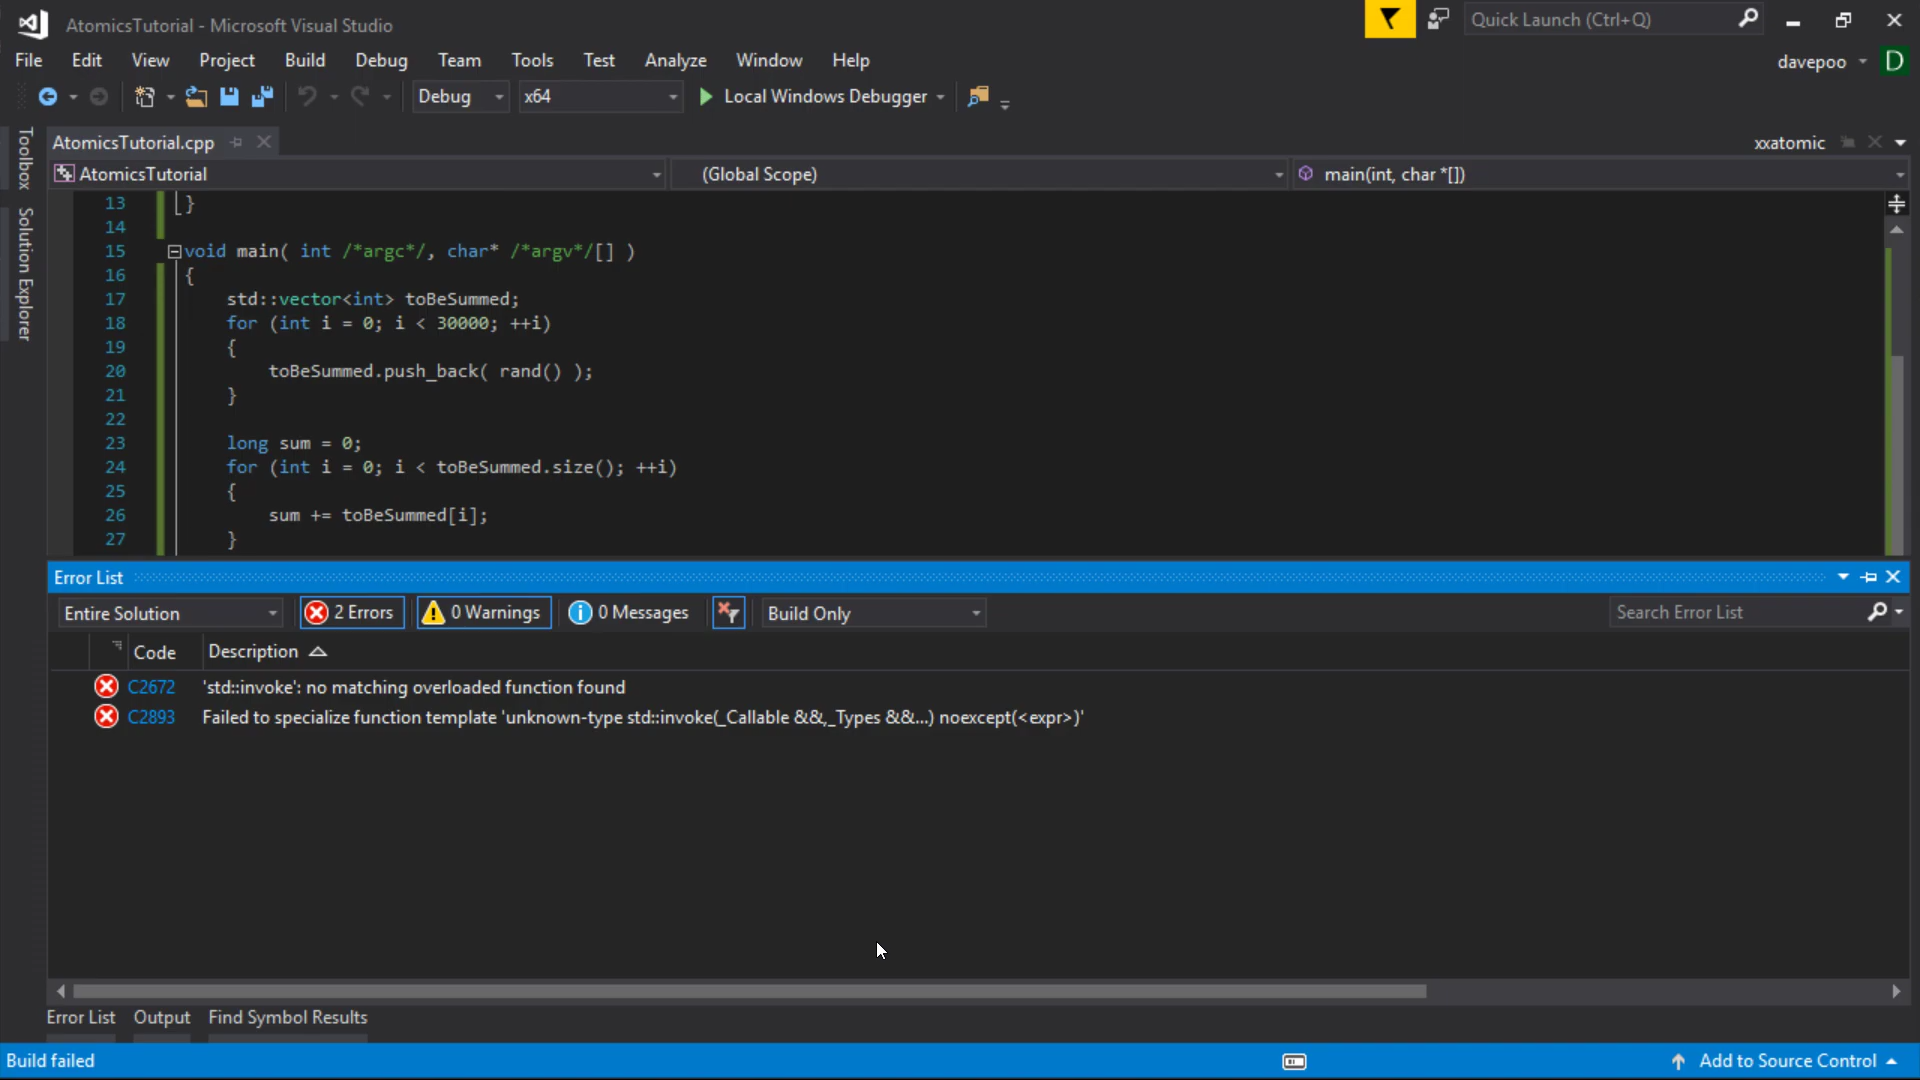 AtomicsTutorial - Microsoft Visual Studio
Quick Launch (Ctrl+Q)
File Edit View Project Build Debug Team Tools Test Analyze Window Help
davepoo D
Debug x64 Local Windows Debugger
Toolbox
Solution Explorer
AtomicsTutorial.cpp
xxatomic
AtomicsTutorial (Global Scope) main(int, char *[])
13 }
14
15 void main( int /*argc*/, char* /*argv*/[] )
16 {
17 std::vector<int> toBeSummed;
18 for (int i = 0; i < 30000; ++i)
19 {
20 toBeSummed.push_back( rand() );
21 }
22
23 long sum = 0;
24 for (int i = 0; i < toBeSummed.size(); ++i)
25 {
26 sum += toBeSummed[i];
27 }
Error List
Entire Solution 2 Errors 0 Warnings 0 Messages Build Only Search Error List
Code Description
C2672 'std::invoke': no matching overloaded function found
C2893 Failed to specialize function template 'unknown-type std::invoke(_Callable &&,_Types &&...) noexcept(<expr>)'
Error List Output Find Symbol Results
Build failed
Add to Source Control